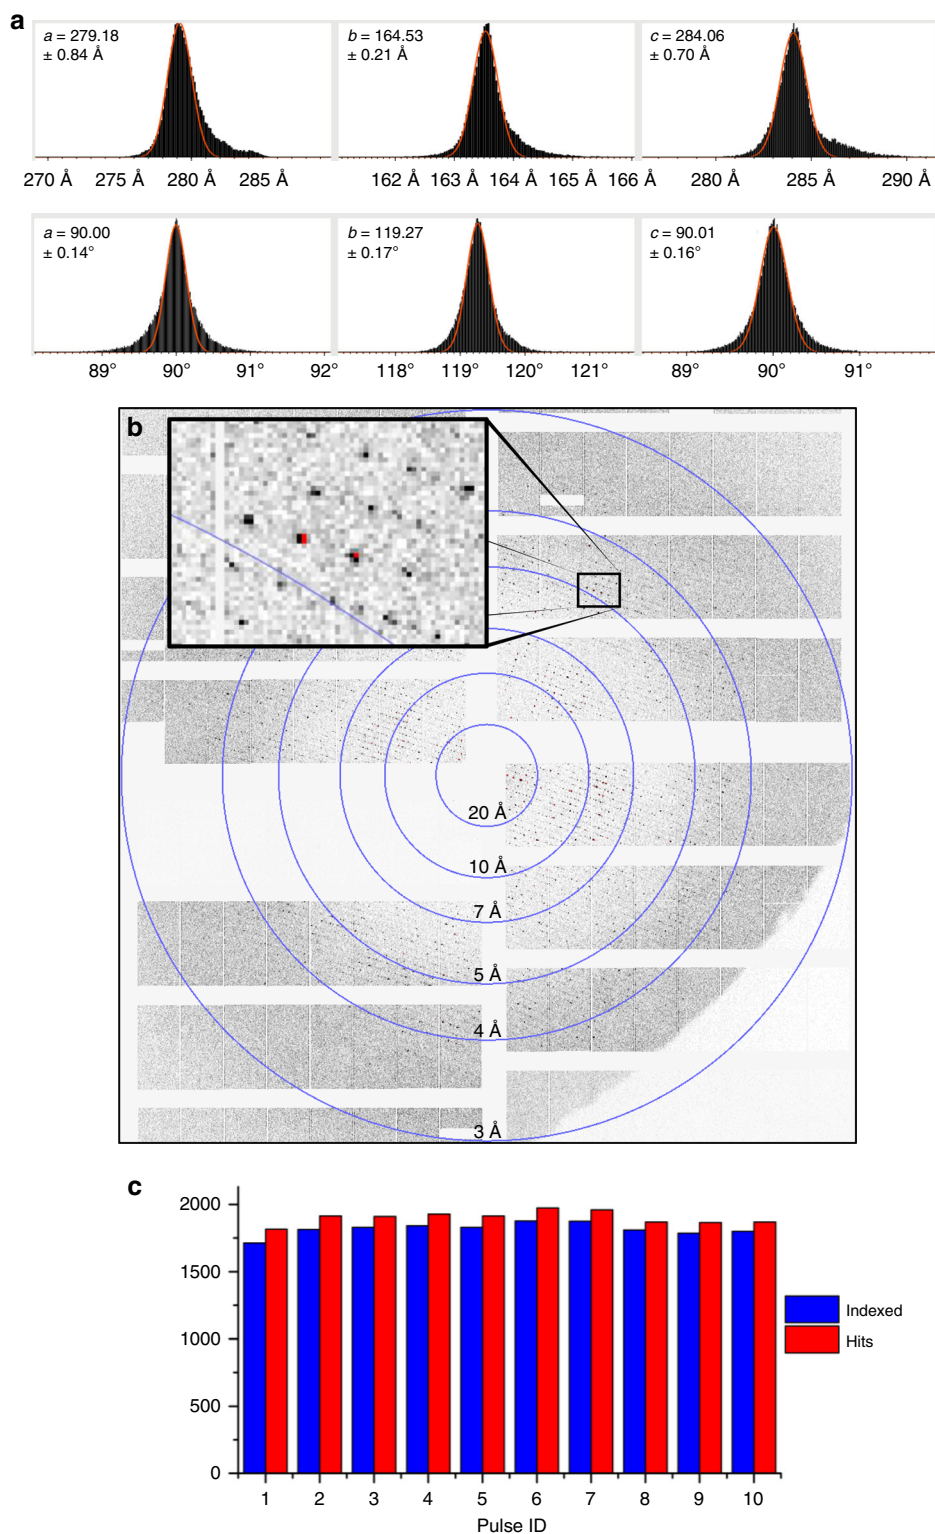 a
a = 279.18
± 0.84 Å
b = 164.53
± 0.21 Å
c = 284.06
± 0.70 Å
270 Å 275 Å 280 Å 285 Å
162 Å 163 Å 164 Å 165 Å 166 Å
280 Å 285 Å 290 Å
a = 90.00
± 0.14°
b = 119.27
± 0.17°
c = 90.01
± 0.16°
89° 90° 91° 92°
118° 119° 120° 121°
89° 90° 91°
b
20 Å
10 Å
7 Å
5 Å
4 Å
3 Å
c
2000
1500
1000
500
0
1 2 3 4 5 6 7 8 9 10
Pulse ID
Indexed
Hits